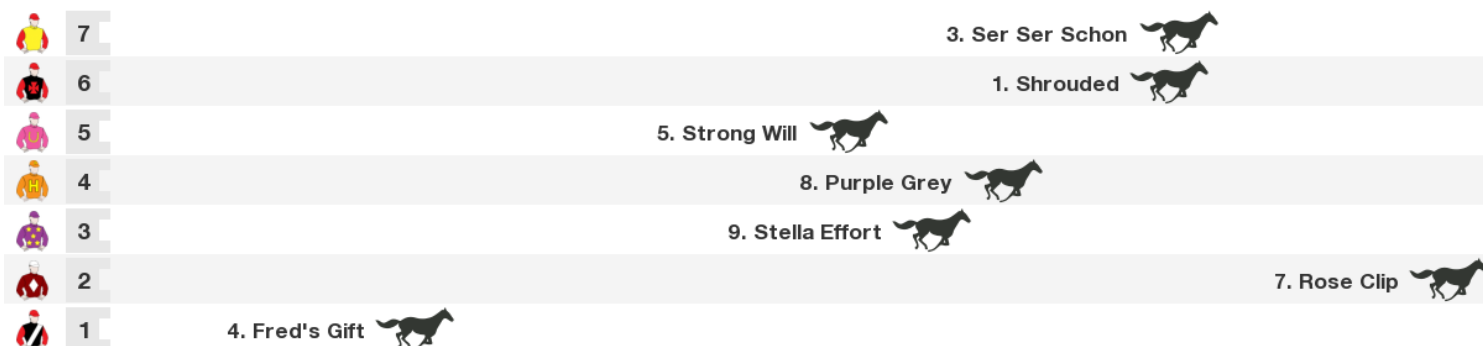 7 3. Ser Ser Schon
6 1. Shrouded
5 5. Strong Will
4 8. Purple Grey
3 9. Stella Effort
2 7. Rose Clip
1 4. Fred's Gift